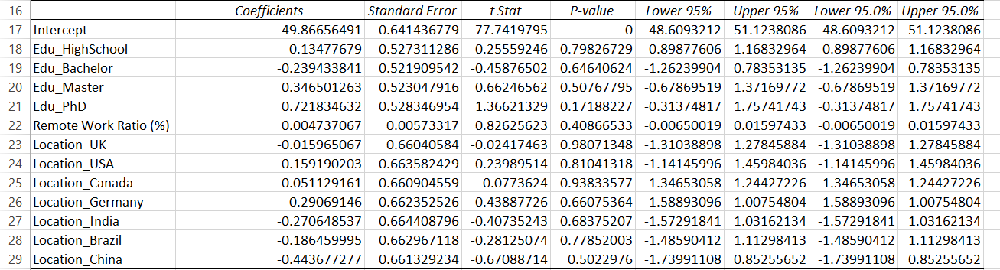 16 Coefficients Standard Error t Stat P-value Lower 95% Upper 95% Lower 95.0% Upper 95.0%
17 Intercept 49.86656491 0.641436779 77.7419795 0 48.6093212 51.1238086 48.6093212 51.1238086
18 Edu_HighSchool 0.13477679 0.527311286 0.25559246 0.79826729 -0.89877606 1.16832964 -0.89877606 1.16832964
19 Edu_Bachelor -0.239433841 0.521909542 -0.45876502 0.64640624 -1.26239904 0.78353135 -1.26239904 0.78353135
20 Edu_Master 0.346501263 0.523047916 0.66246562 0.50767795 -0.67869519 1.37169772 -0.67869519 1.37169772
21 Edu_PhD 0.721834632 0.528346954 1.36621329 0.17188227 -0.31374817 1.75741743 -0.31374817 1.75741743
22 Remote Work Ratio (%) 0.004737067 0.00573317 0.82625623 0.40866533 -0.00650019 0.01597433 -0.00650019 0.01597433
23 Location_UK -0.015965067 0.66040584 -0.02417463 0.98071348 -1.31038898 1.27845884 -1.31038898 1.27845884
24 Location_USA 0.159190203 0.663582429 0.23989514 0.81041318 -1.14145996 1.45984036 -1.14145996 1.45984036
25 Location_Canada -0.051129161 0.660904559 -0.0773624 0.93833577 -1.34653058 1.24427226 -1.34653058 1.24427226
26 Location_Germany -0.29069146 0.662352526 -0.43887726 0.66075364 -1.58893096 1.00754804 -1.58893096 1.00754804
27 Location_India -0.270648537 0.664408796 -0.40735243 0.68375207 -1.57291841 1.03162134 -1.57291841 1.03162134
28 Location_Brazil -0.186459995 0.662967118 -0.28125074 0.77852003 -1.48590412 1.11298413 -1.48590412 1.11298413
29 Location_China -0.443677277 0.661329234 -0.67088714 0.5022976 -1.73991108 0.85255652 -1.73991108 0.85255652